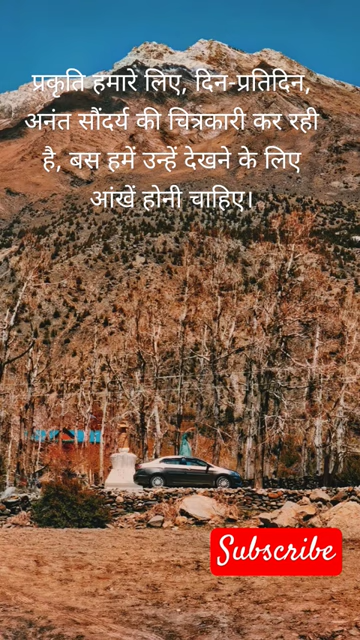 प्रकृति हमारे लिए, दिन-प्रतिदिन,
अनंत सौंदर्य की चित्रकारी कर रही
है, बस हमें उन्हें देखने के लिए
आंखें होनी चाहिए।
Subscribe